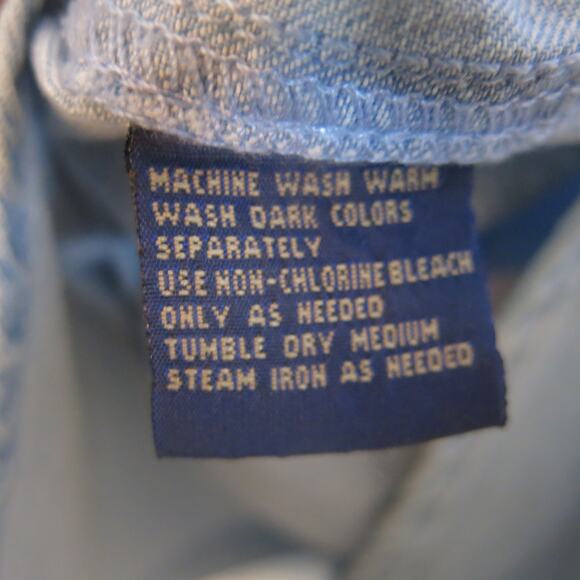 MACHINE WASH WARM
WASH DARK COLORS
SEPARATELY
USE NON-CHLORINE BLEACH
ONLY AS NEEDED
TUMBLE DRY MEDIUM
STEAM IRON AS NEEDED